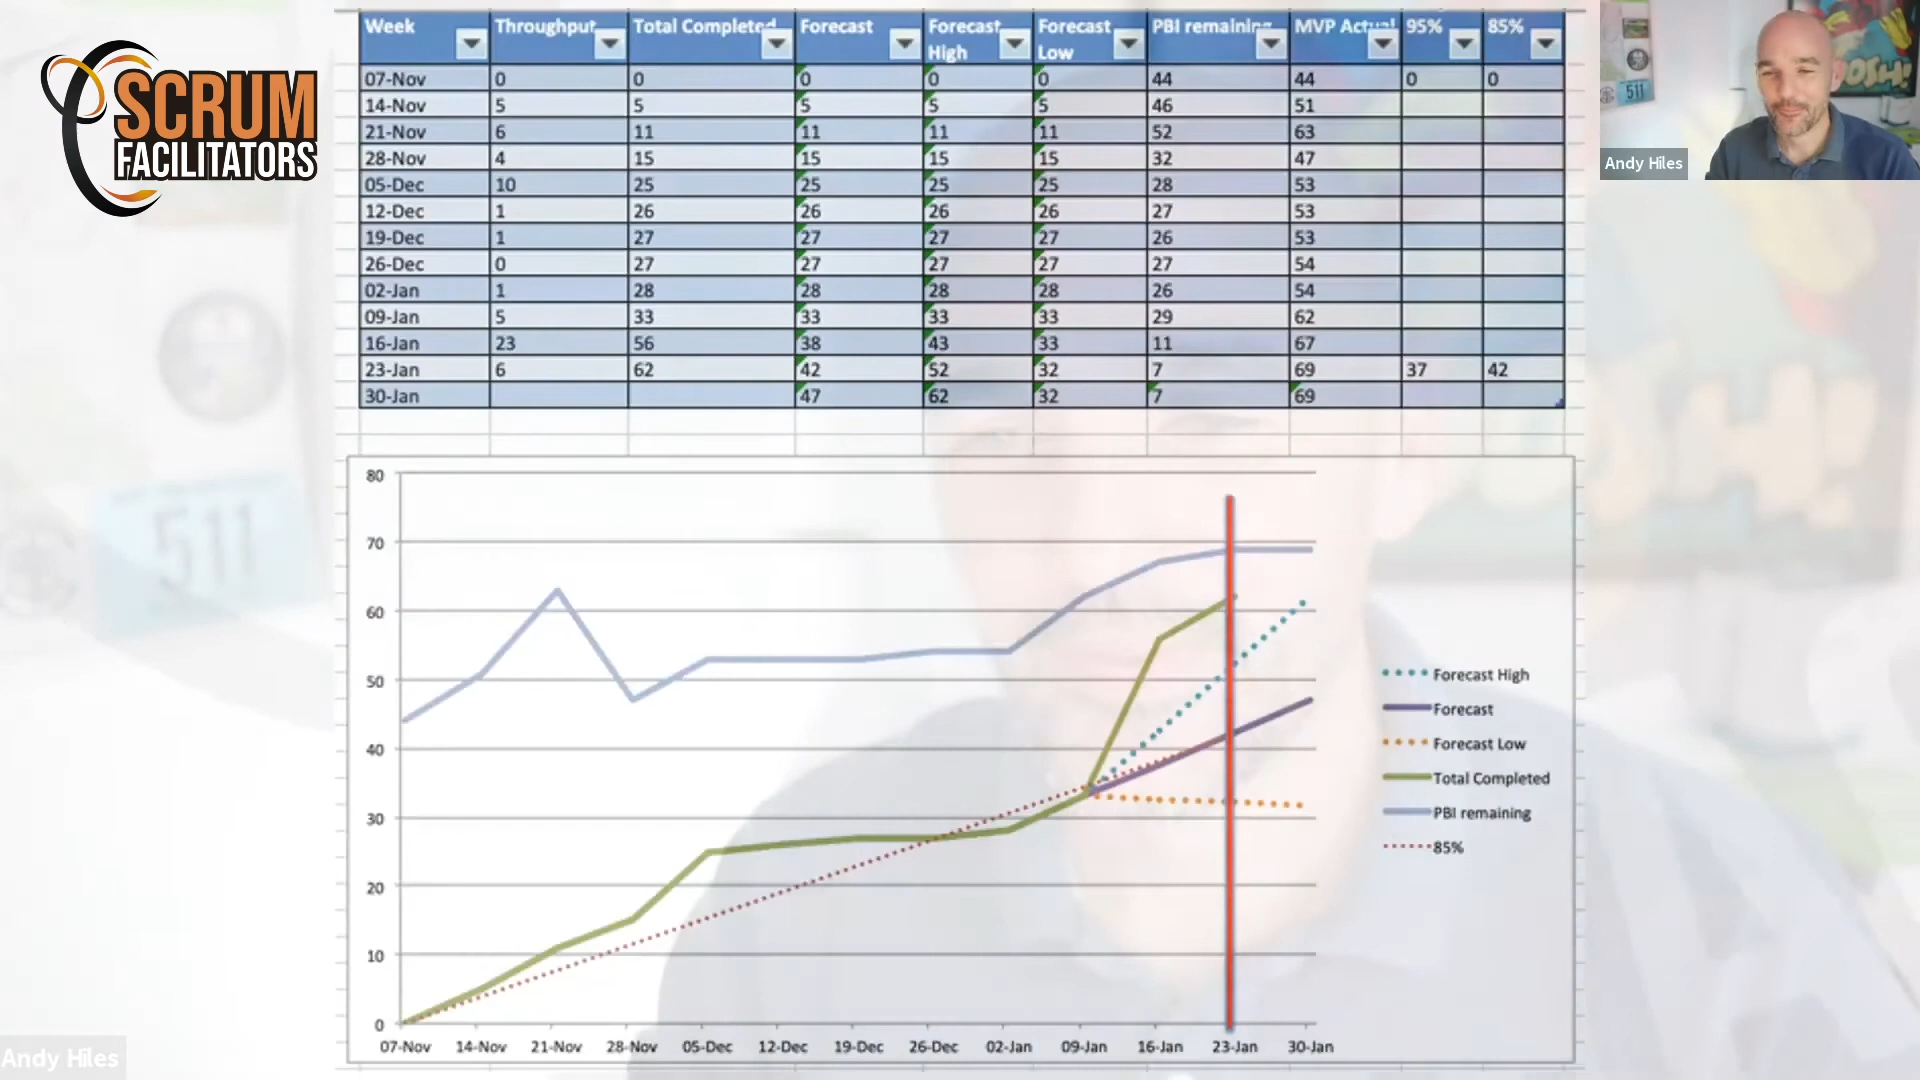 SCRUM
FACILITATORS
Week Throughput Total Completed Forecast Forecast High Forecast Low PBI remaining MVP Actual 95% 85%
07-Nov 0 0 0 0 0 44 44 0 0
14-Nov 5 5 5 5 5 46 51
21-Nov 6 11 11 11 11 52 63
28-Nov 4 15 15 15 15 32 47
05-Dec 10 25 25 25 25 28 53
12-Dec 1 26 26 26 26 27 53
19-Dec 1 27 27 27 27 26 53
26-Dec 0 27 27 27 27 27 54
02-Jan 1 28 28 28 28 26 54
09-Jan 5 33 33 33 33 29 62
16-Jan 23 56 38 43 33 11 67
23-Jan 6 62 42 52 32 7 69 37 42
30-Jan 47 62 32 7 69
80
70
60
50
40
30
20
10
0
07-Nov 14-Nov 21-Nov 28-Nov 05-Dec 12-Dec 19-Dec 26-Dec 02-Jan 09-Jan 16-Jan 23-Jan 30-Jan
Forecast High
Forecast
Forecast Low
Total Completed
PBI remaining
85%
511
Andy Hiles
511
Andy Hiles